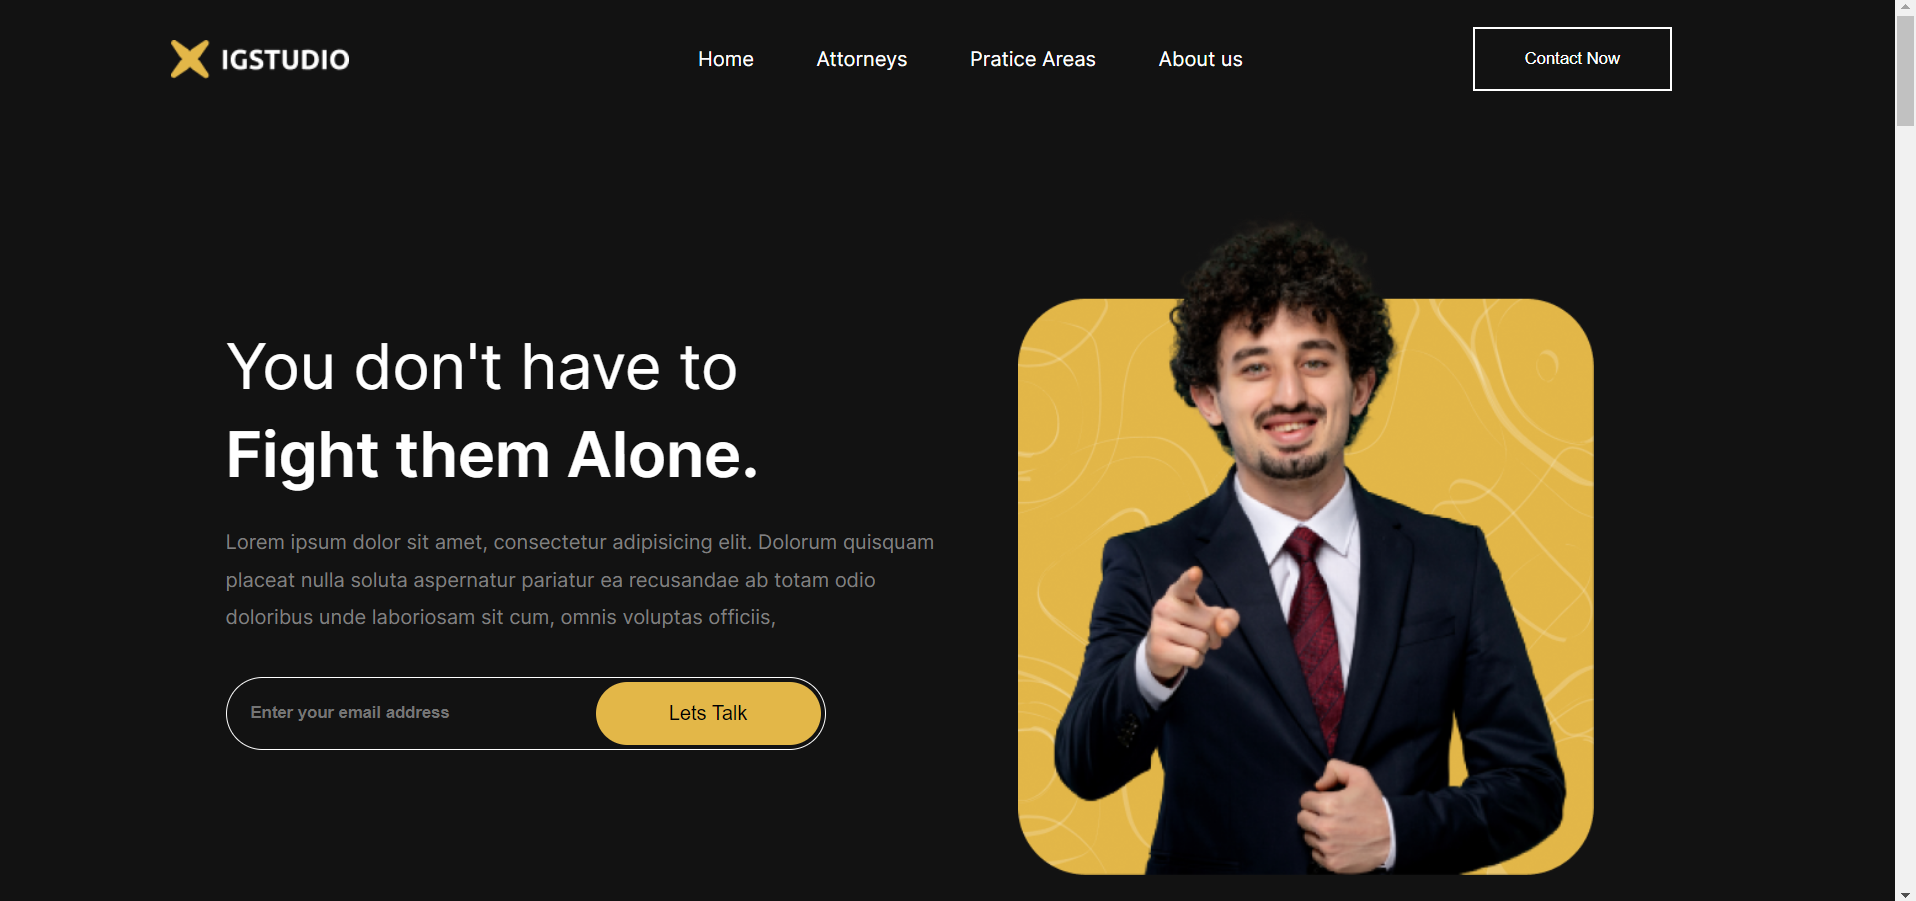 IGSTUDIO
Home
Attorneys
Pratice Areas
About us
Contact Now
You don't have to
Fight them Alone.
Lorem ipsum dolor sit amet, consectetur adipisicing elit. Dolorum quisquam
placeat nulla soluta aspernatur pariatur ea recusandae ab totam odio
doloribus unde laboriosam sit cum, omnis voluptas officiis,
Enter your email address
Lets Talk